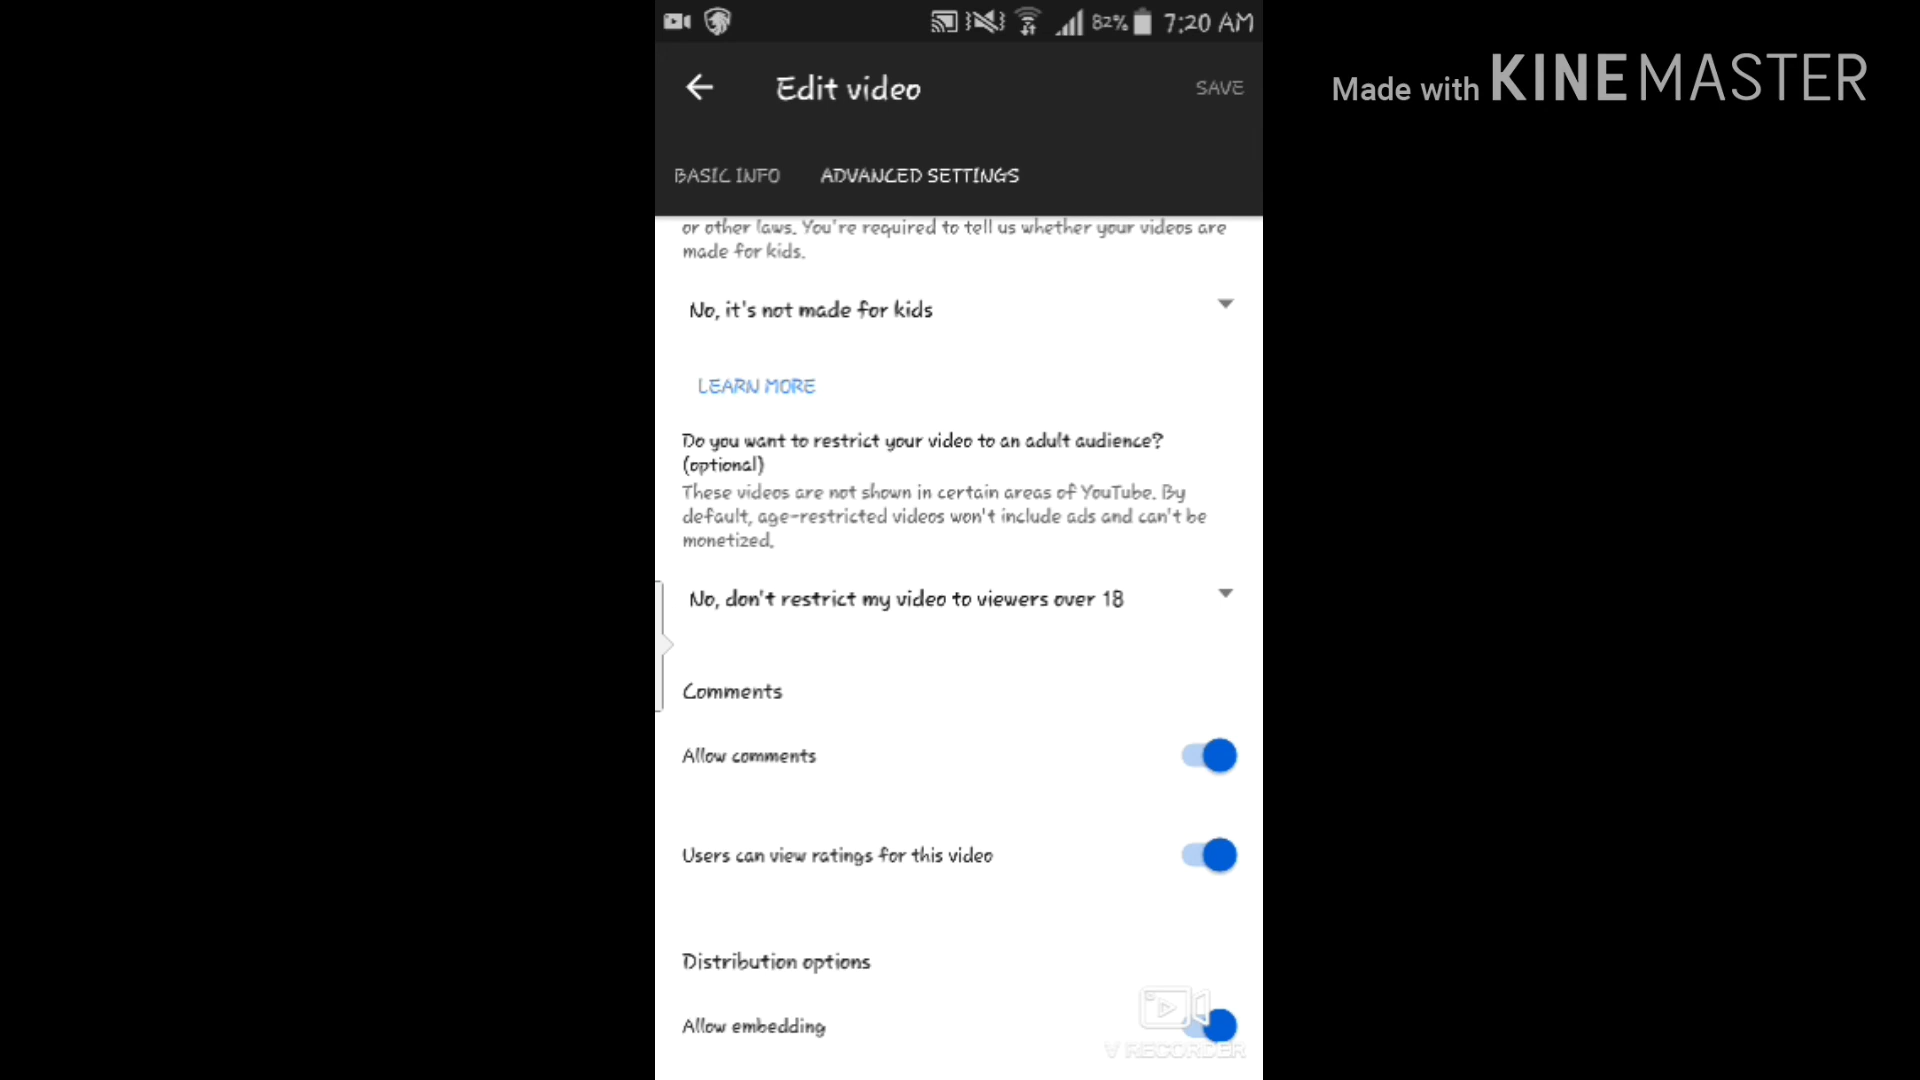 82% 7:20 AM
Made with KINEMASTER
Edit video
SAVE
BASIC INFO ADVANCED SETTINGS
or other laws. You're required to tell us whether your videos are
made for kids.
No, it's not made for kids
LEARN MORE
Do you want to restrict your video to an adult audience?
(optional)
These videos are not shown in certain areas of YouTube. By
default, age-restricted videos won't include ads and can't be
monetized.
No, don't restrict my video to viewers over 18
Comments
Allow comments
Users can view ratings for this video
Distribution options
Allow embedding
V RECORDER